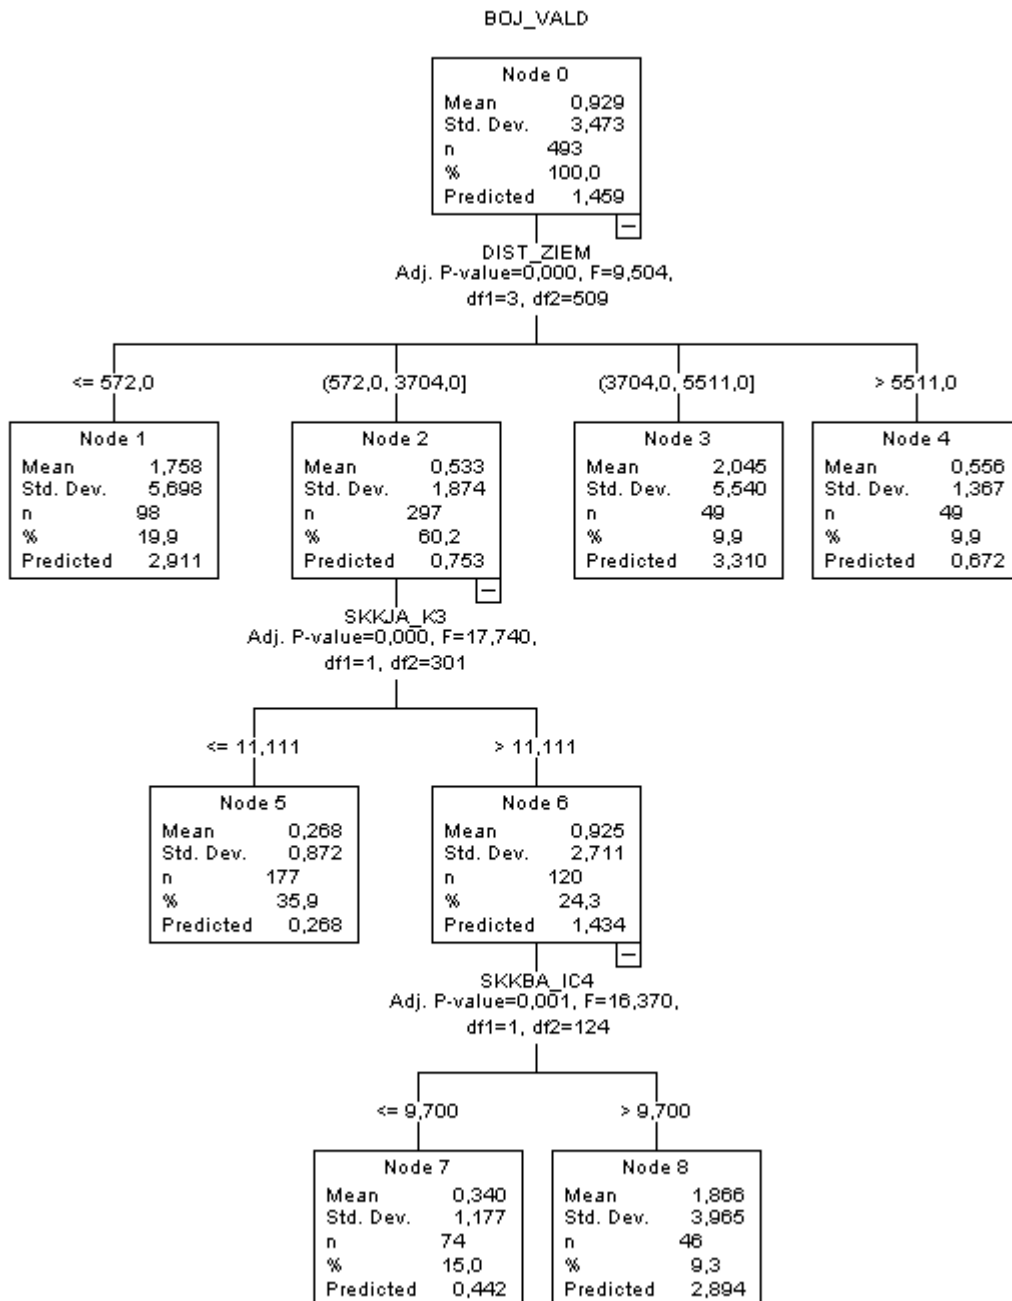 BOJ_VALD
Node 0
Mean 0,929
Std. Dev. 3,473
n 493
% 100,0
Predicted 1,459
DIST_ZIEM
Adj. P-value=0,000, F=9,504,
df1=3, df2=509
<= 572,0
(572,0, 3704,0]
(3704,0, 5511,0]
> 5511,0
Node 1
Mean 1,758
Std. Dev. 5,698
n 98
% 19,9
Predicted 2,911
Node 2
Mean 0,533
Std. Dev. 1,874
n 297
% 60,2
Predicted 0,753
Node 3
Mean 2,045
Std. Dev. 5,540
n 49
% 9,9
Predicted 3,310
Node 4
Mean 0,556
Std. Dev. 1,367
n 49
% 9,9
Predicted 0,672
SKKJA_K3
Adj. P-value=0,000, F=17,740,
df1=1, df2=301
<= 11,111
> 11,111
Node 5
Mean 0,268
Std. Dev. 0,872
n 177
% 35,9
Predicted 0,268
Node 6
Mean 0,925
Std. Dev. 2,711
n 120
% 24,3
Predicted 1,434
SKKBA_IC4
Adj. P-value=0,001, F=16,370,
df1=1, df2=124
<= 9,700
> 9,700
Node 7
Mean 0,340
Std. Dev. 1,177
n 74
% 15,0
Predicted 0,442
Node 8
Mean 1,866
Std. Dev. 3,965
n 46
% 9,3
Predicted 2,894